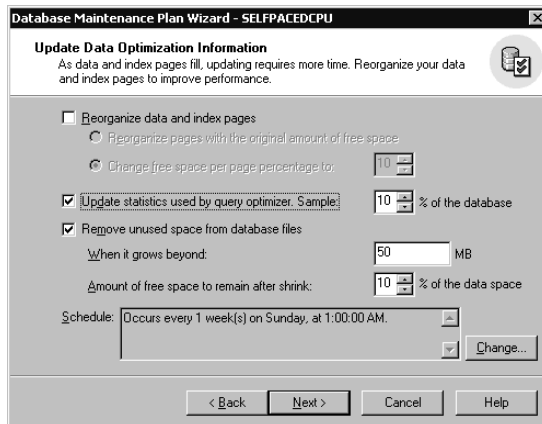 Database Maintenance Plan Wizard - SELFPACEDCPU
Update Data Optimization Information
As data and index pages fill, updating requires more time. Reorganize your data
and index pages to improve performance.
Reorganize data and index pages
Reorganize pages with the original amount of free space
Change free space per page percentage to: 10
Update statistics used by query optimizer. Sample: 10 % of the database
Remove unused space from database files
When it grows beyond: 50 MB
Amount of free space to remain after shrink: 10 % of the data space
Schedule: Occurs every 1 week(s) on Sunday, at 1:00:00 AM.
Change...
< Back Next > Cancel Help